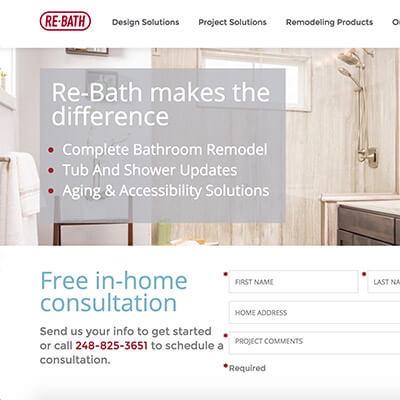 RE·BATH
Design Solutions Project Solutions Remodeling Products
Re-Bath makes the
difference
• Complete Bathroom Remodel
• Tub And Shower Updates
• Aging & Accessibility Solutions
Free in-home
consultation
Send us your info to get started
or call 248-825-3651 to schedule a
consultation.
* FIRST NAME * LAST NA
HOME ADDRESS
* PROJECT COMMENTS
*Required